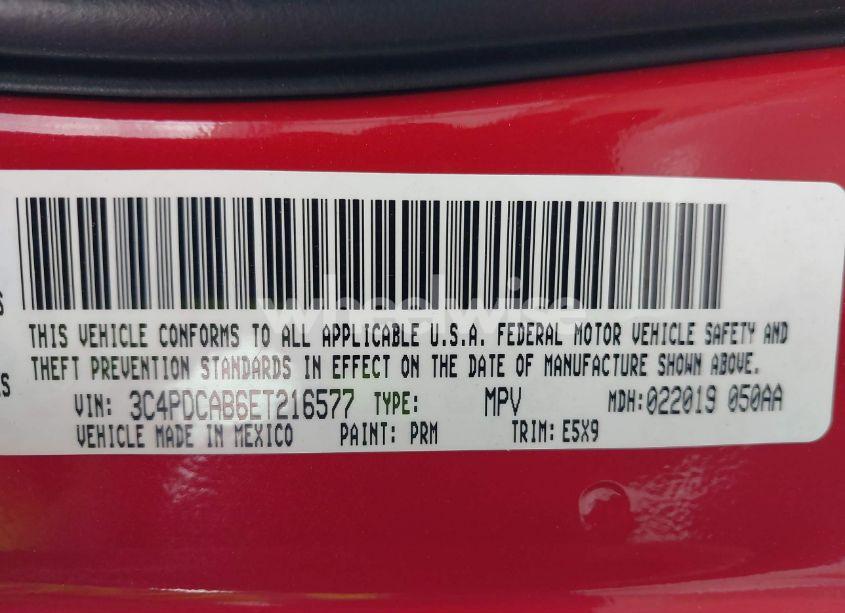 THIS VEHICLE CONFORMS TO ALL APPLICABLE U.S.A. FEDERAL MOTOR VEHICLE SAFETY AND
THEFT PREVENTION STANDARDS IN EFFECT ON THE DATE OF MANUFACTURE SHOWN ABOVE.
VIN: 3C4PDCAB6ET216577 TYPE: MPV MDH:022019 050AA
VEHICLE MADE IN MEXICO PAINT: PRM TRIM: E5X9
wheelwise